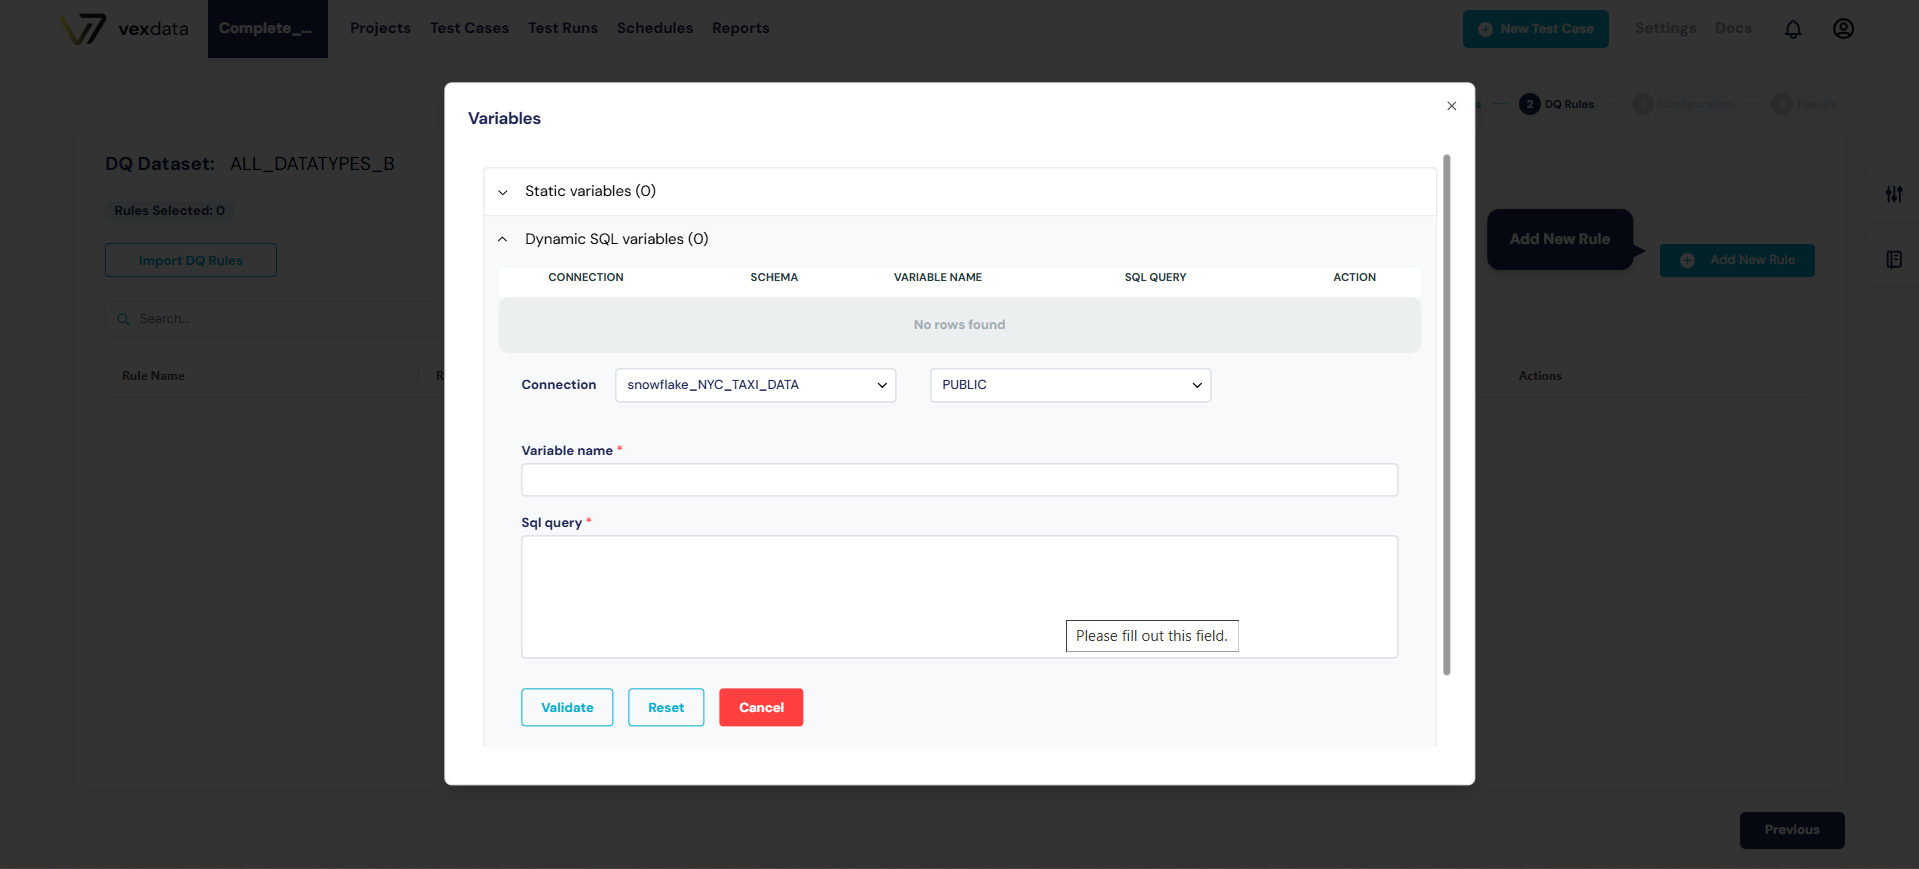 vexdata
Complete_...
Projects
Test Cases
Test Runs
Schedules
Reports
New Test Case
Settings
Docs
Variables
2 DQ Rules
3 Configuration
4 Results
DQ Dataset: ALL_DATATYPES_B
Rules Selected: 0
Import DQ Rules
Search...
Rule Name
Add New Rule
Add New Rule
Actions
Static variables (0)
Dynamic SQL variables (0)
CONNECTION SCHEMA VARIABLE NAME SQL QUERY ACTION
No rows found
Connection snowflake_NYC_TAXI_DATA PUBLIC
Variable name *
Sql query *
Please fill out this field.
Validate Reset Cancel
Previous